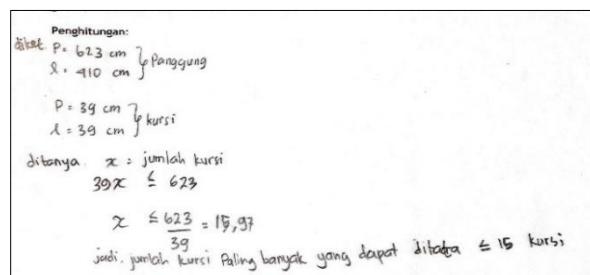 Penghitungan:
diket P = 623 cm
l = 410 cm } Panggung
P = 39 cm
l = 39 cm } kursi
ditanya. x = jumlah kursi
39x ≤ 623
x ≤ 623/39 = 15,97
jadi. jumlah kursi Paling banyak yang dapat ditata ≤ 15 kursi